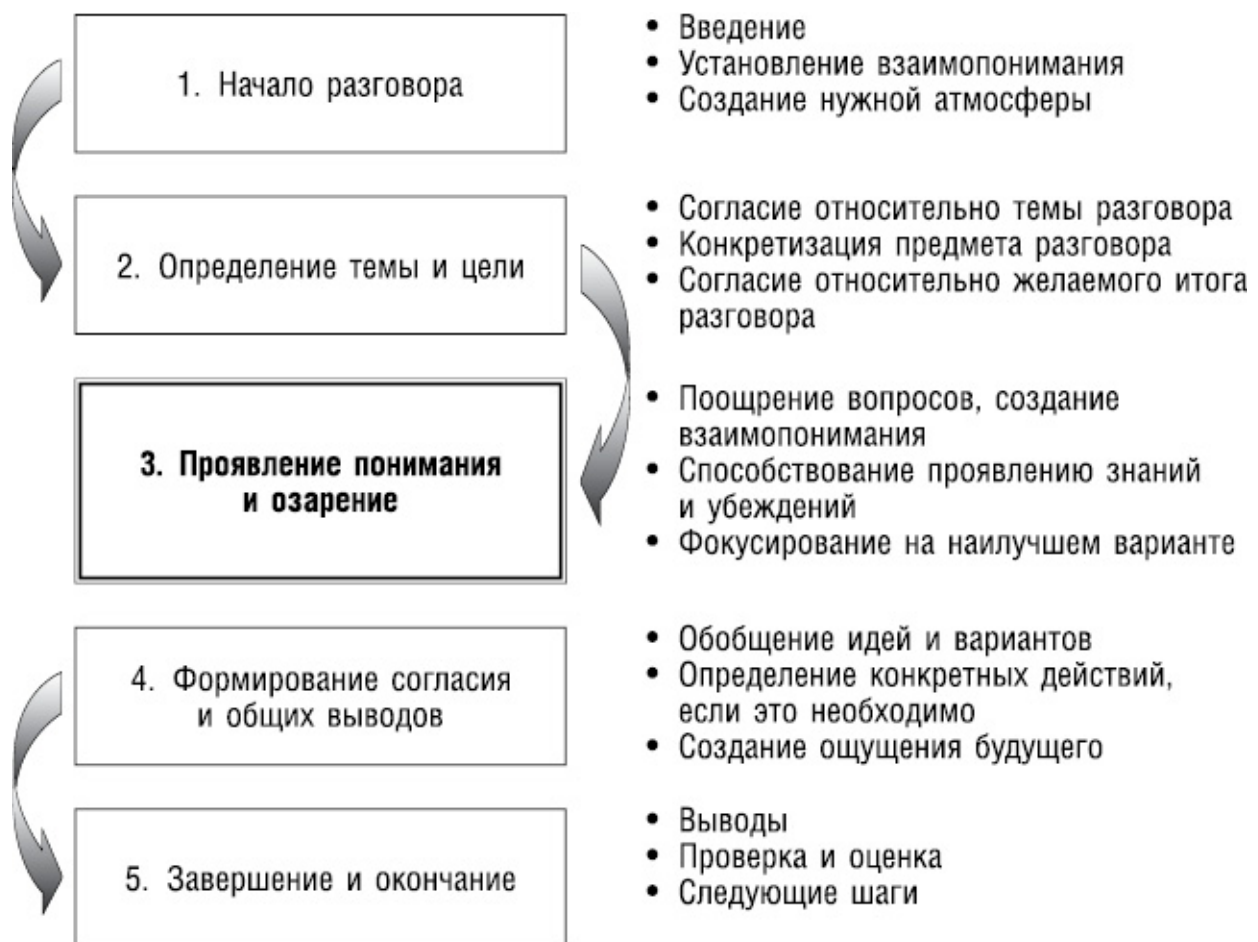 1. Начало разговора
• Введение
• Установление взаимопонимания
• Создание нужной атмосферы
2. Определение темы и цели
• Согласие относительно темы разговора
• Конкретизация предмета разговора
• Согласие относительно желаемого итога
разговора
3. Проявление понимания
и озарение
• Поощрение вопросов, создание
взаимопонимания
• Способствование проявлению знаний
и убеждений
• Фокусирование на наилучшем варианте
4. Формирование согласия
и общих выводов
• Обобщение идей и вариантов
• Определение конкретных действий,
если это необходимо
• Создание ощущения будущего
5. Завершение и окончание
• Выводы
• Проверка и оценка
• Следующие шаги